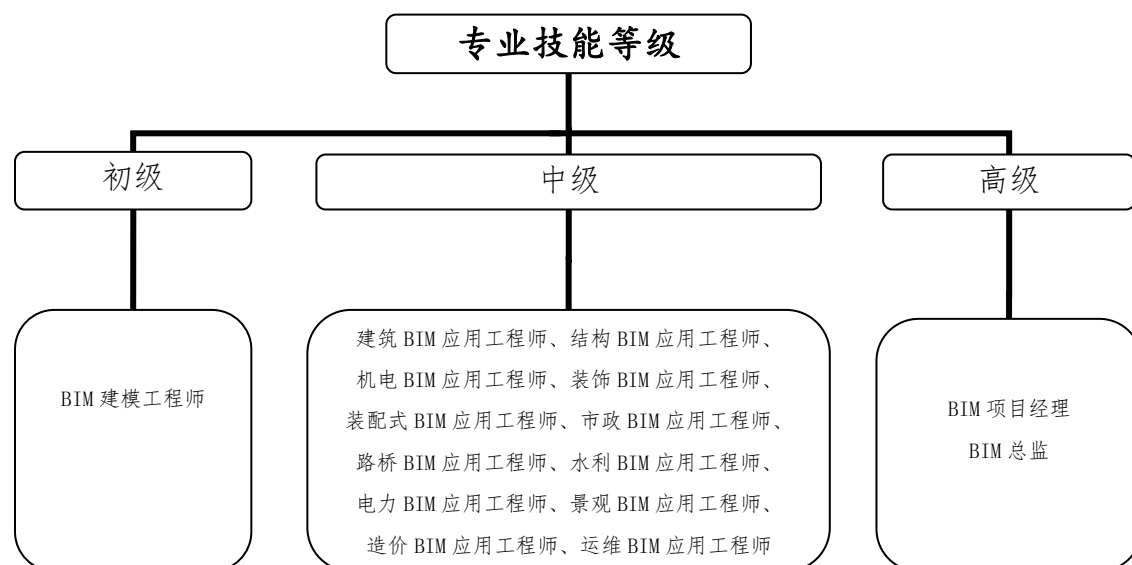 专业技能等级
初级
中级
高级
BIM 建模工程师
建筑 BIM 应用工程师、结构 BIM 应用工程师、
机电 BIM 应用工程师、装饰 BIM 应用工程师、
装配式 BIM 应用工程师、市政 BIM 应用工程师、
路桥 BIM 应用工程师、水利 BIM 应用工程师、
电力 BIM 应用工程师、景观 BIM 应用工程师、
造价 BIM 应用工程师、运维 BIM 应用工程师
BIM 项目经理
BIM 总监